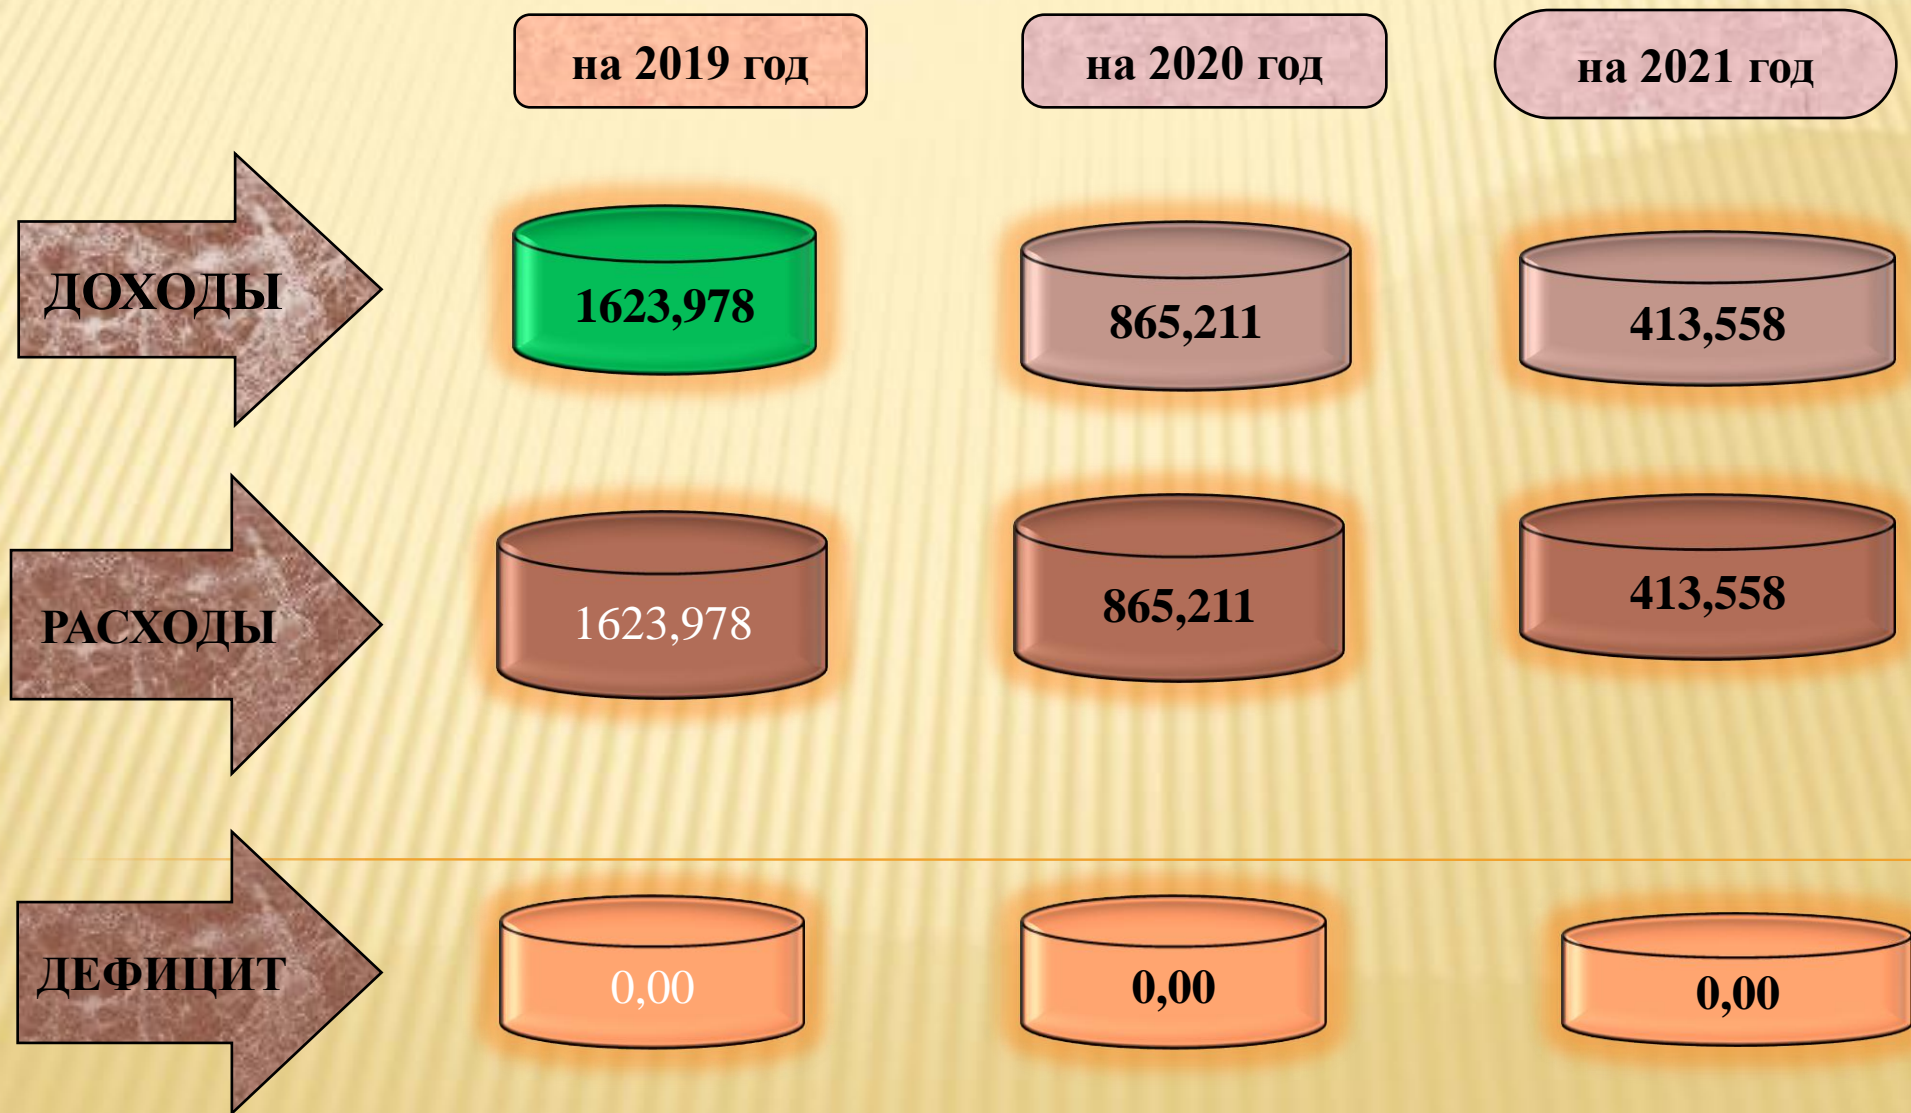 на 2019 год
на 2020 год
на 2021 год
ДОХОДЫ
1623,978
865,211
413,558
РАСХОДЫ
1623,978
865,211
413,558
ДЕФИЦИТ
0,00
0,00
0,00